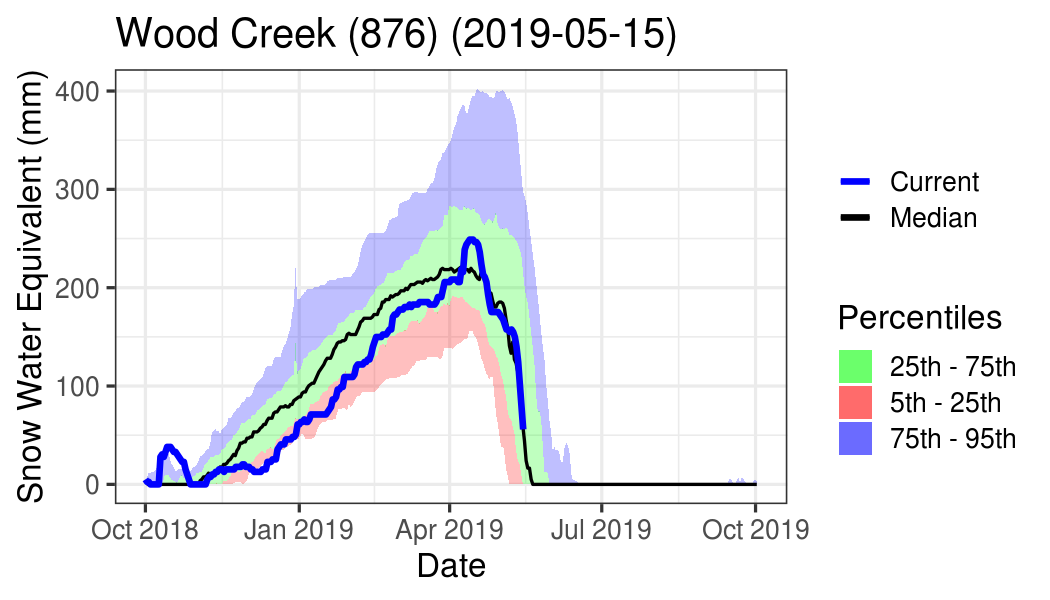 Wood Creek (876) (2019-05-15)
Snow Water Equivalent (mm)
400
300
200
100
0
Oct 2018
Jan 2019
Apr 2019
Jul 2019
Oct 2019
Date
Current
Median
Percentiles
25th - 75th
5th - 25th
75th - 95th